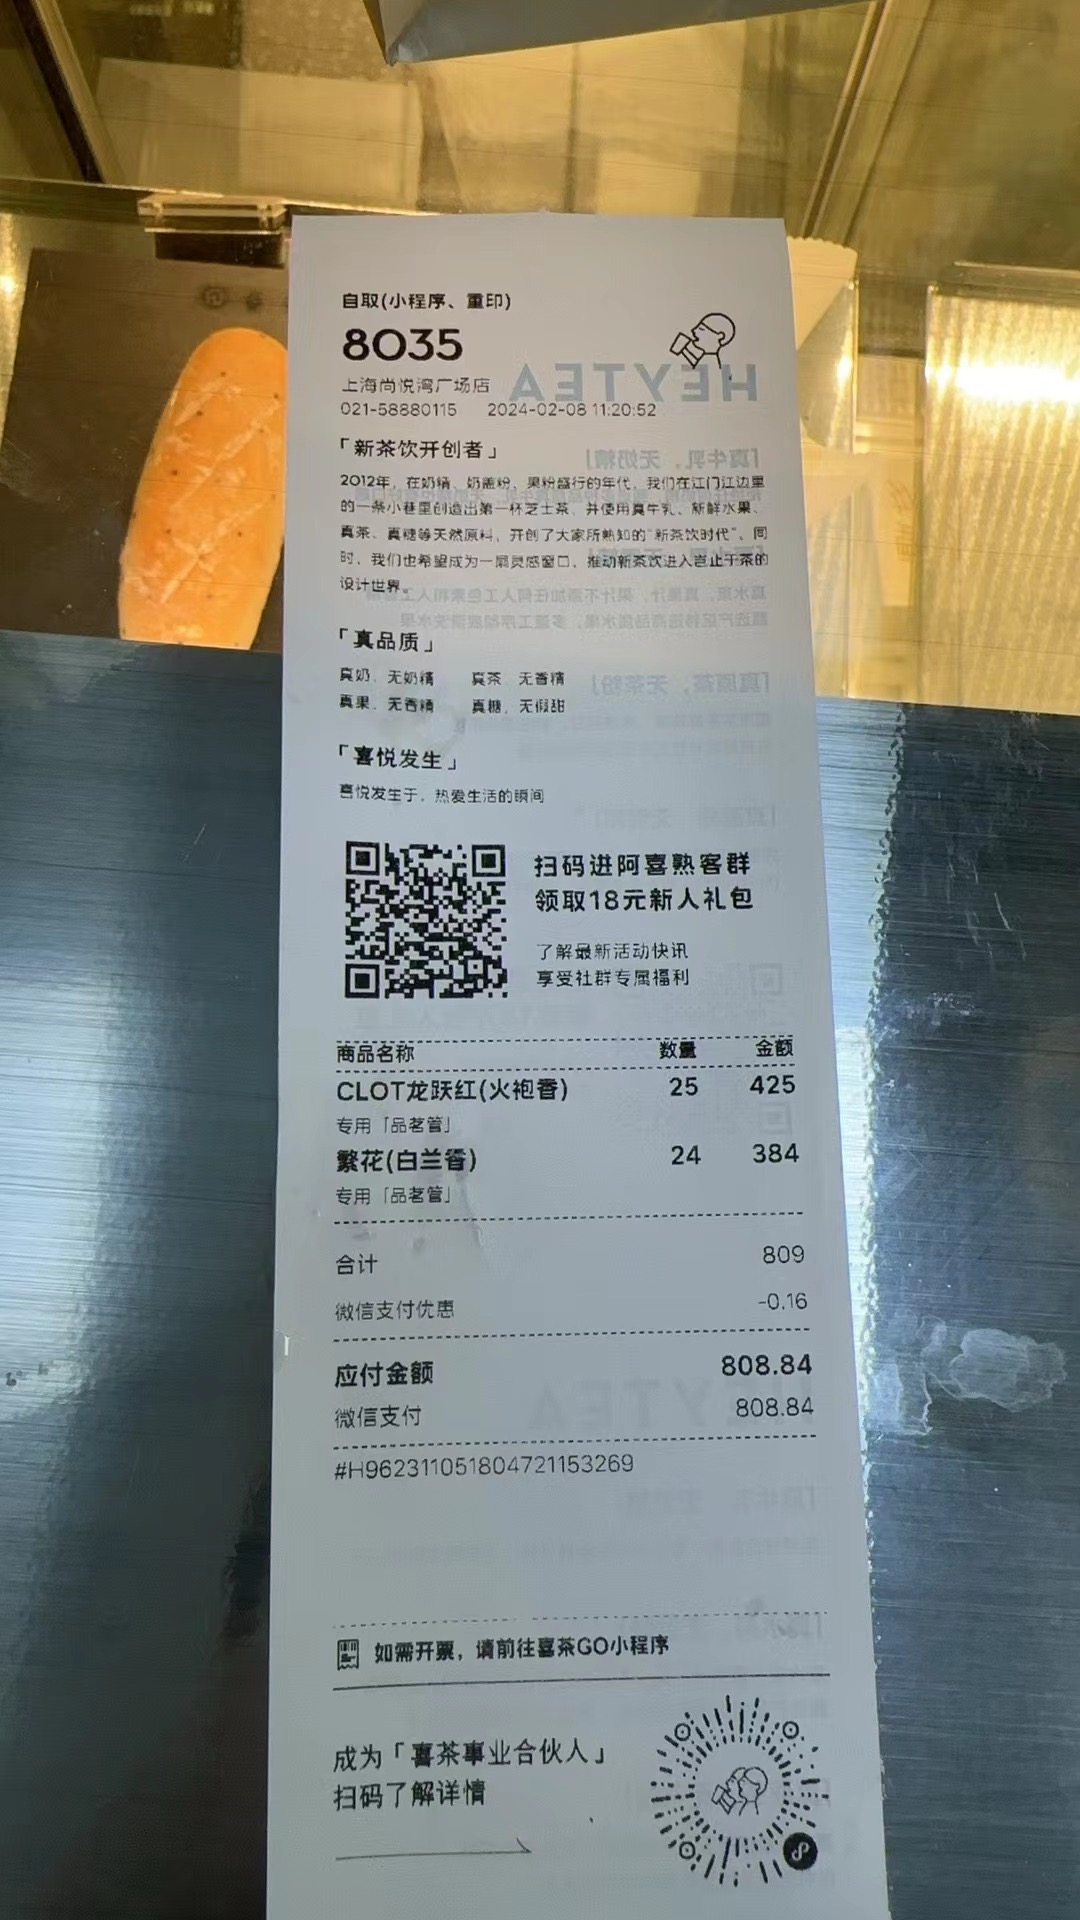 自取(小程序、重印)
8035
上海尚悦湾广场店
HEYTEA
021-58880115 2024-02-08 11:20:52
「新茶饮开创者」
2012年，在奶精、奶盖粉、果粉盛行的年代，我们在江门江边里
的一条小巷里创造出第一杯芝士茶、并使用真牛乳、新鲜水果、
真茶、真糖等天然原料，开创了大家所熟知的“新茶饮时代”、同
时，我们也希望成为一扇灵感窗口，推动新茶饮进入岂止于茶的
设计世界。
「真品质」
真奶，无奶精 真茶，无香精
真果，无香精 真糖，无假甜
「喜悦发生」
喜悦发生于，热爱生活的瞬间
扫码进阿喜熟客群
领取18元新人礼包
了解最新活动快讯
享受社群专属福利
商品名称 数量 金额
CLOT龙跃红(火袍香) 25 425
专用「品茗管」
繁花(白兰香) 24 384
专用「品茗管」
合计 809
微信支付优惠 -0.16
应付金额 808.84
微信支付 808.84
#H962311051804721153269
如需开票，请前往喜茶GO小程序
成为「喜茶事业合伙人」
扫码了解详情